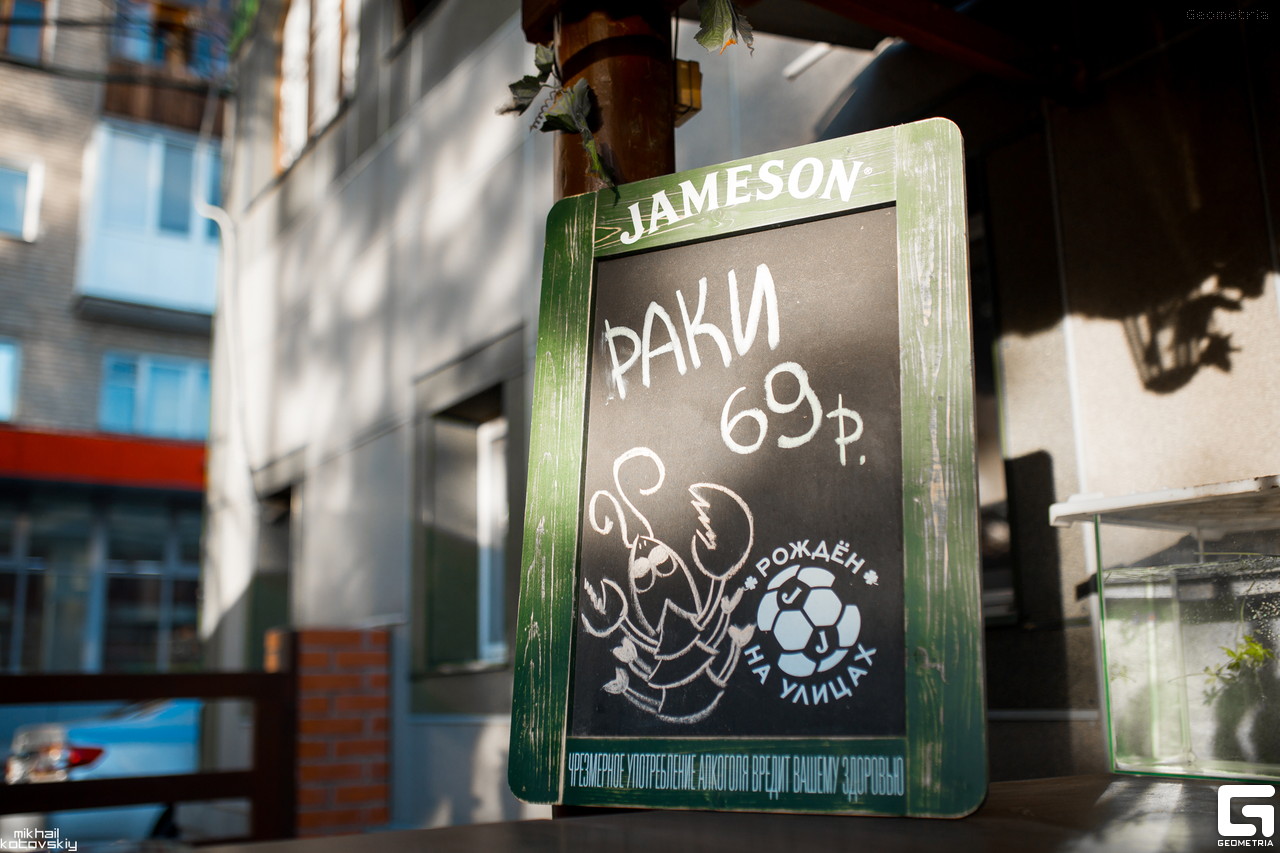 Geometria
JAMESON®
РАКИ
69 р.
РОЖДЁН
НА УЛИЦАХ
ЧРЕЗМЕРНОЕ УПОТРЕБЛЕНИЕ АЛКОГОЛЯ ВРЕДИТ ВАШЕМУ ЗДОРОВЬЮ
mikhail
kotovskiy
GEOMETRIA